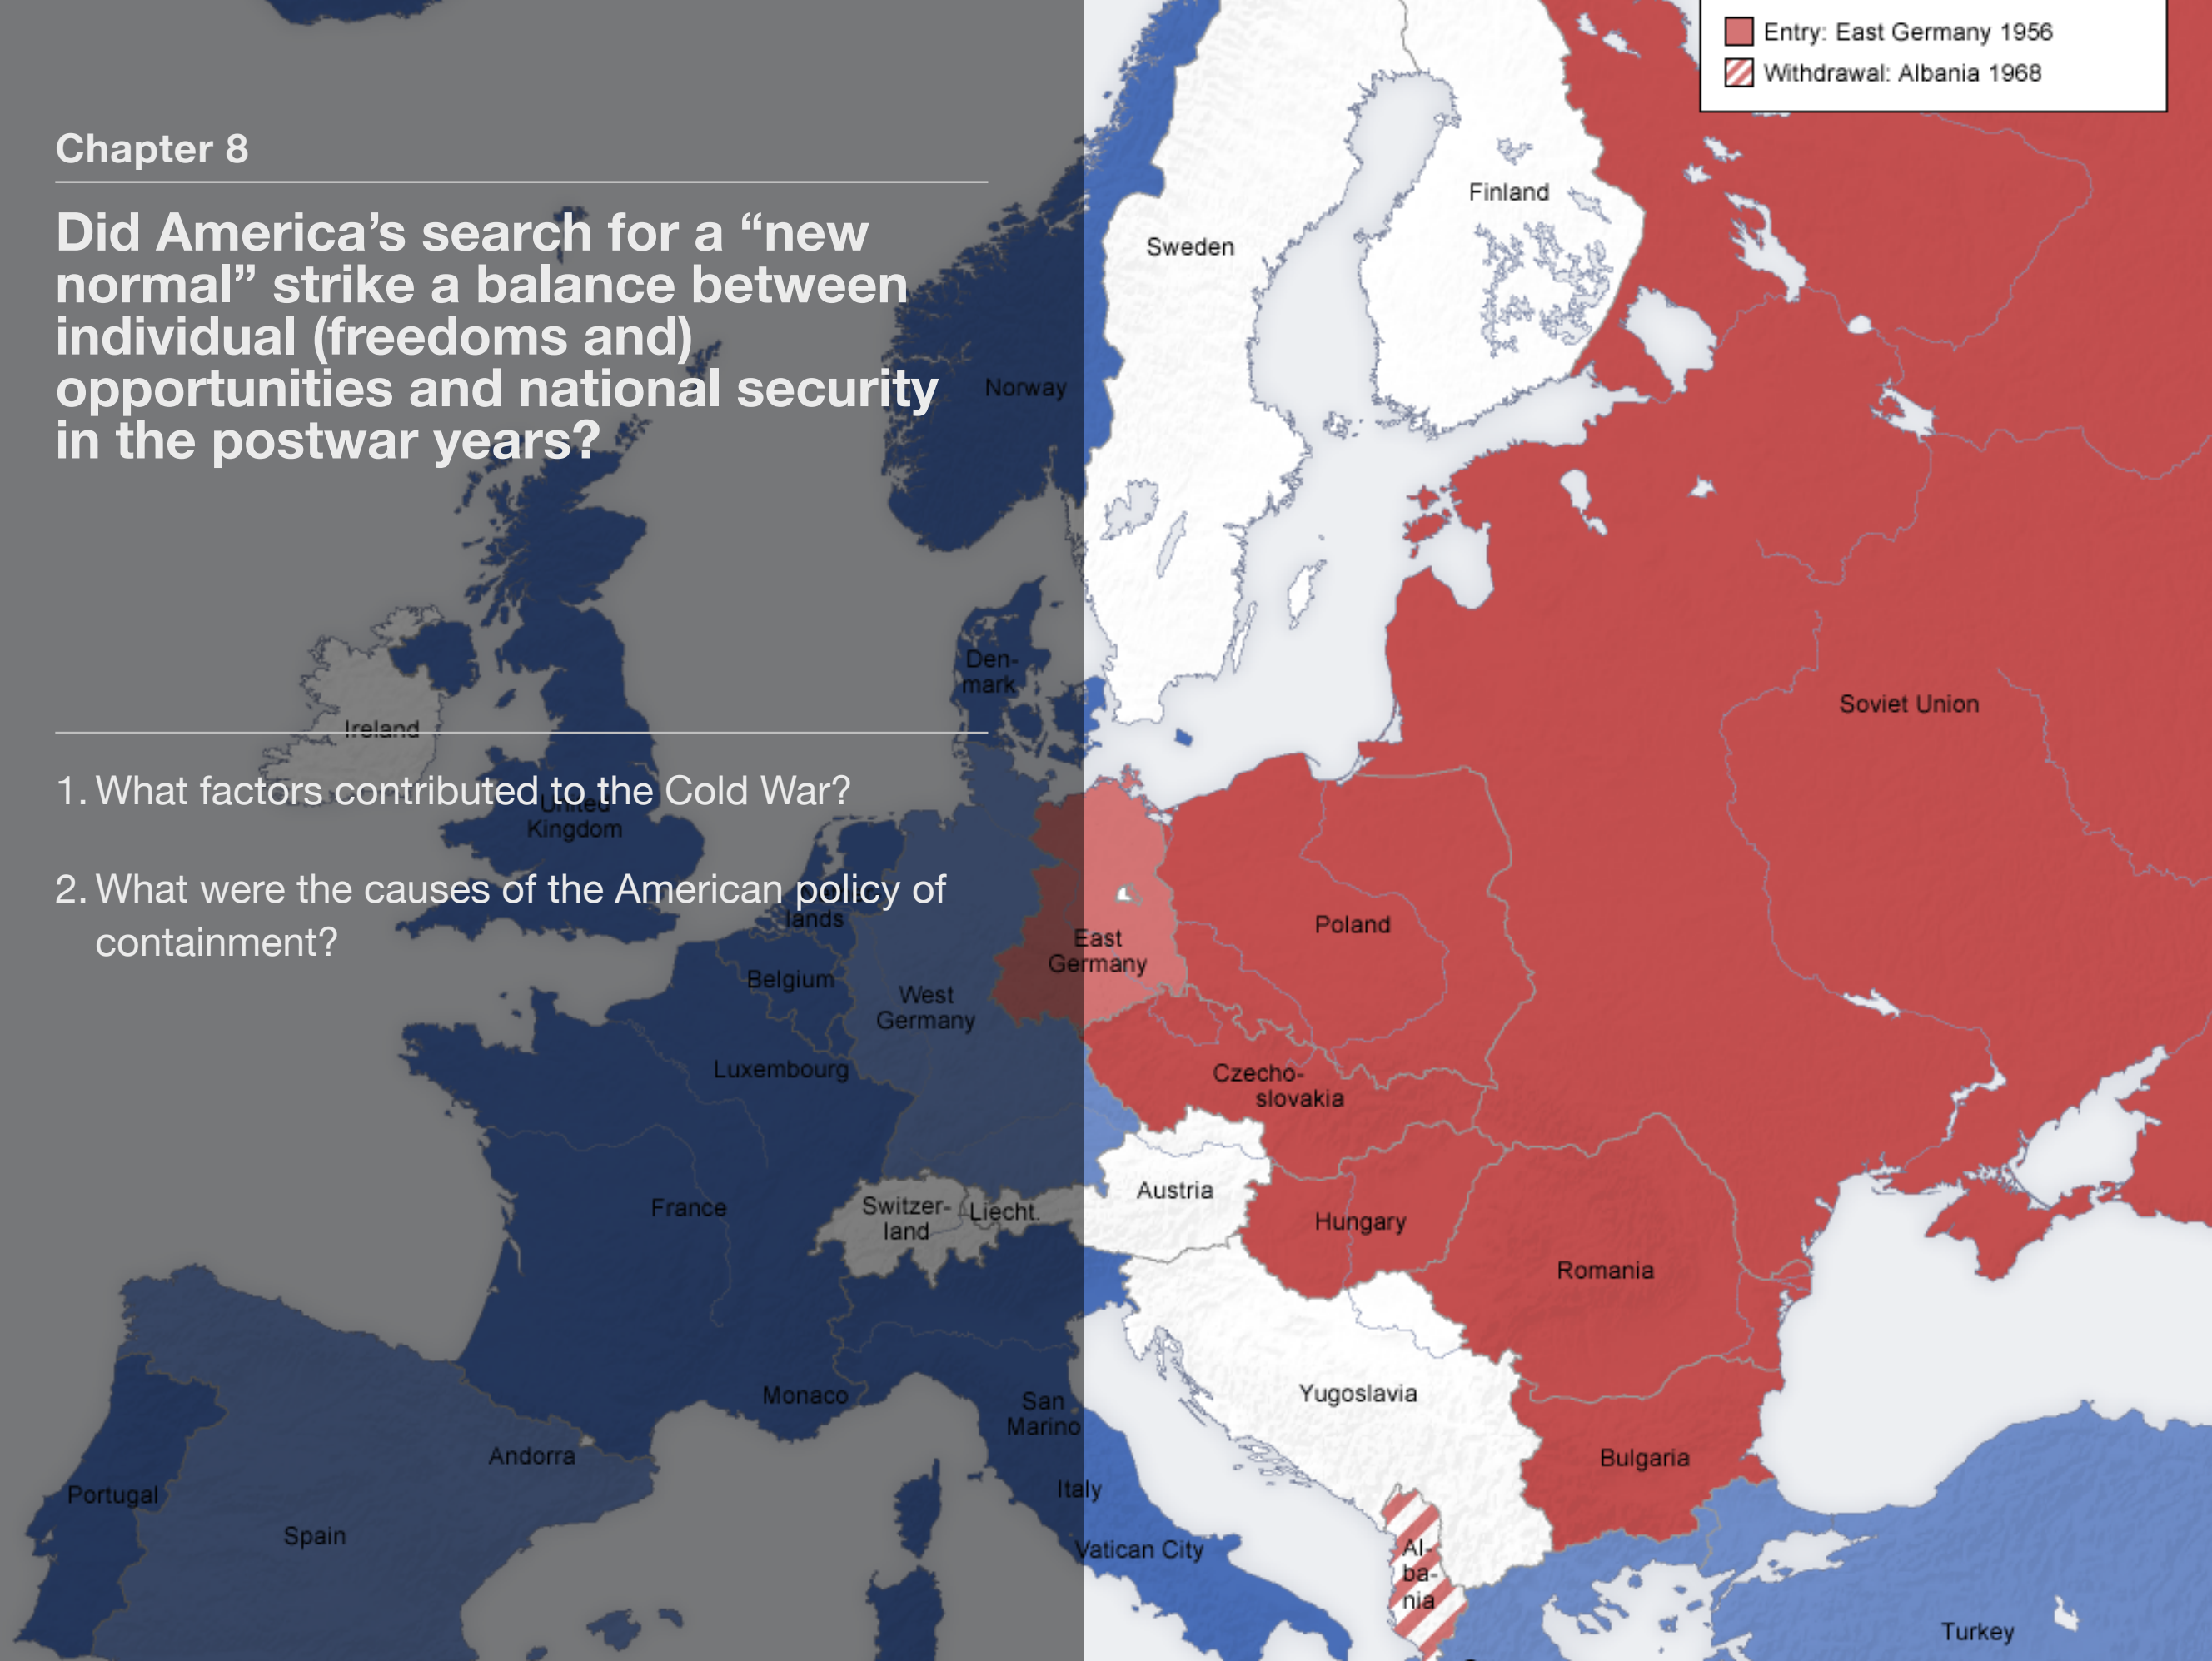 Chapter 8
Did America's search for a “new
normal” strike a balance between
individual (freedoms and)
opportunities and national security
in the postwar years?
1. What factors contributed to the Cold War?
2. What were the causes of the American policy of
containment?
Entry: East Germany 1956
Withdrawal: Albania 1968
Finland
Sweden
Norway
Den-
mark
Ireland
Soviet Union
United
Kingdom
lands
Poland
East
Germany
Belgium
West
Germany
Luxembourg
Czecho-
slovakia
Austria
France
Switzer-
land
Liecht.
Hungary
Romania
Monaco
San
Marino
Yugoslavia
Andorra
Bulgaria
Portugal
Italy
Spain
Vatican City
Al-
ba-
nia
Turkey